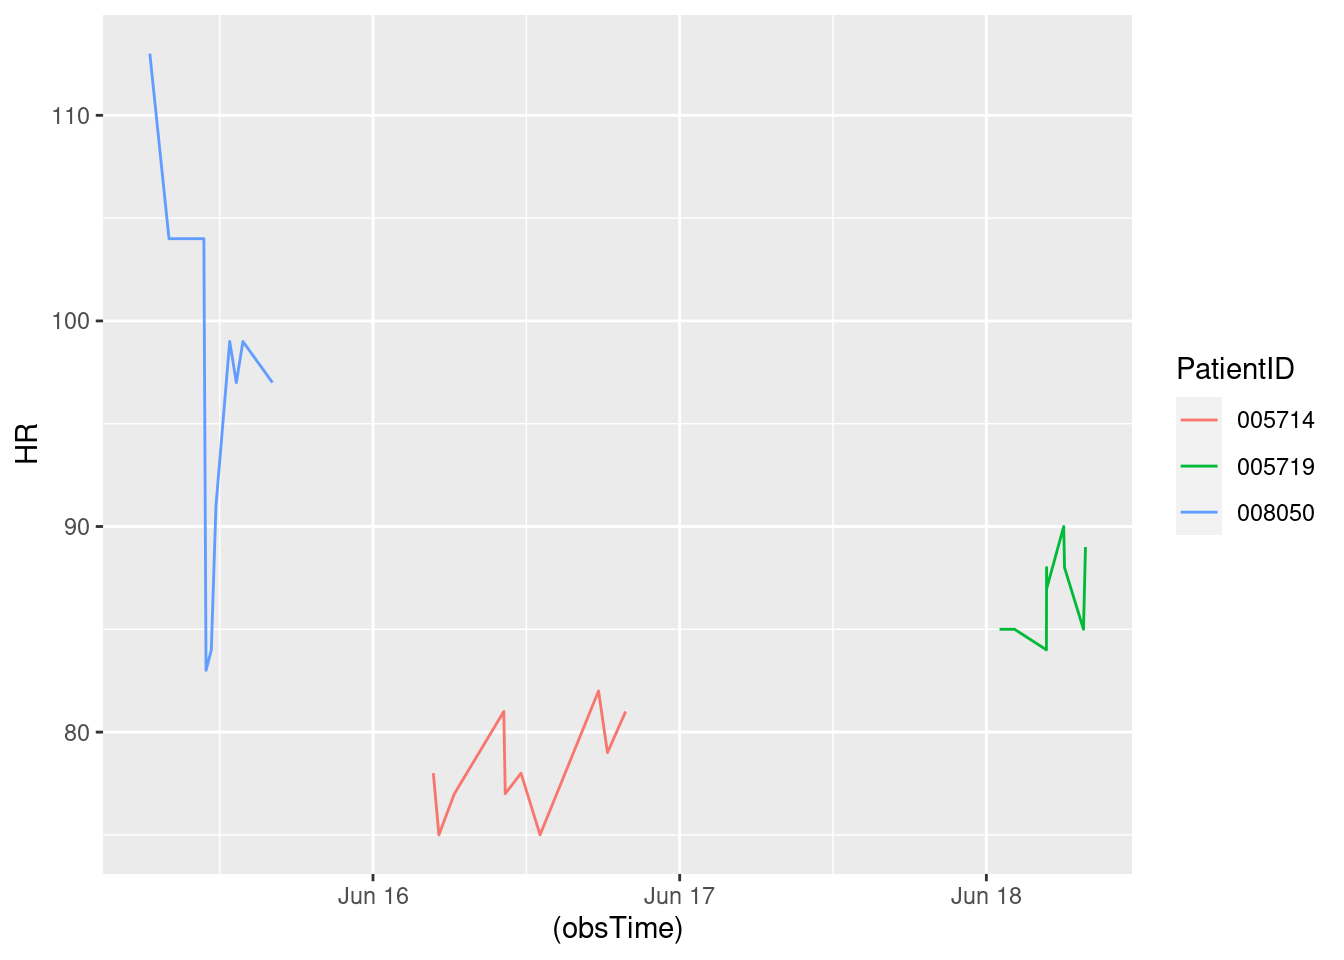 110
100
90
80
HR
Jun 16
Jun 17
Jun 18
(obsTime)
PatientID
005714
005719
008050